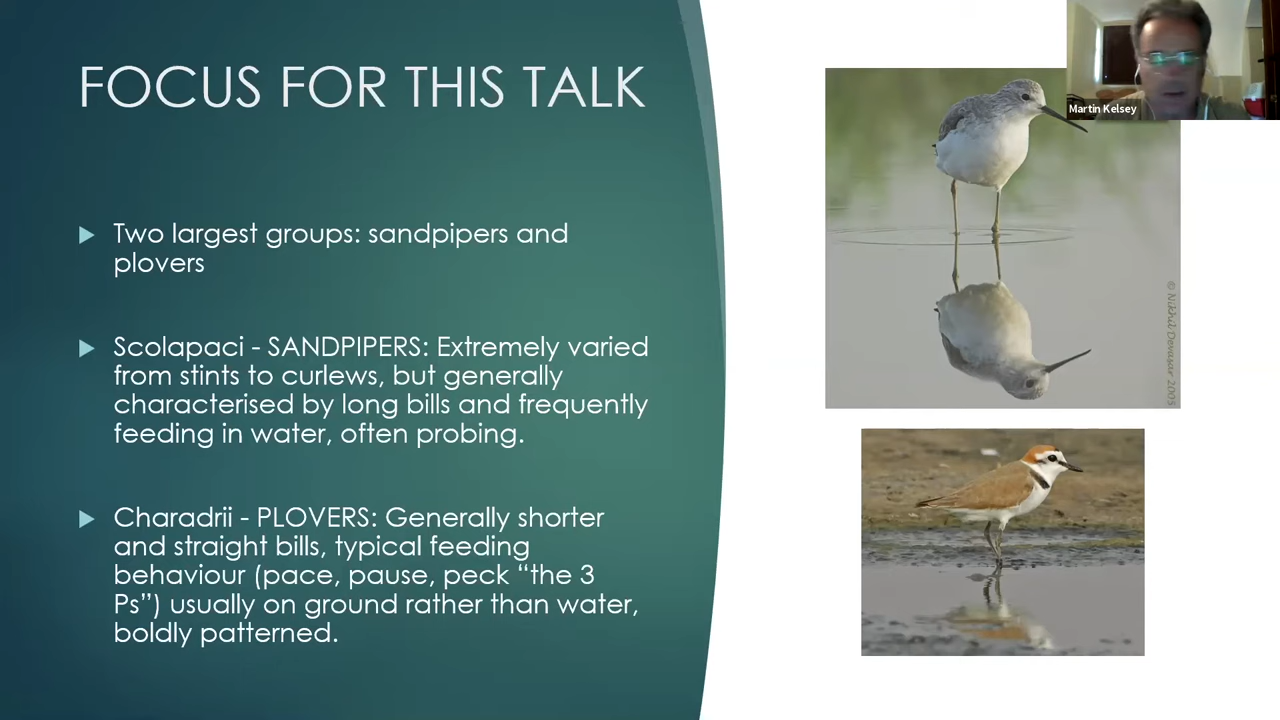 FOCUS FOR THIS TALK
Two largest groups: sandpipers and
plovers
Scolapaci - SANDPIPERS: Extremely varied
from stints to curlews, but generally
characterised by long bills and frequently
feeding in water, often probing.
Charadrii - PLOVERS: Generally shorter
and straight bills, typical feeding
behaviour (pace, pause, peck “the 3
Ps”) usually on ground rather than water,
boldly patterned.
Martin Kelsey
© Nikhil Devasar 2005